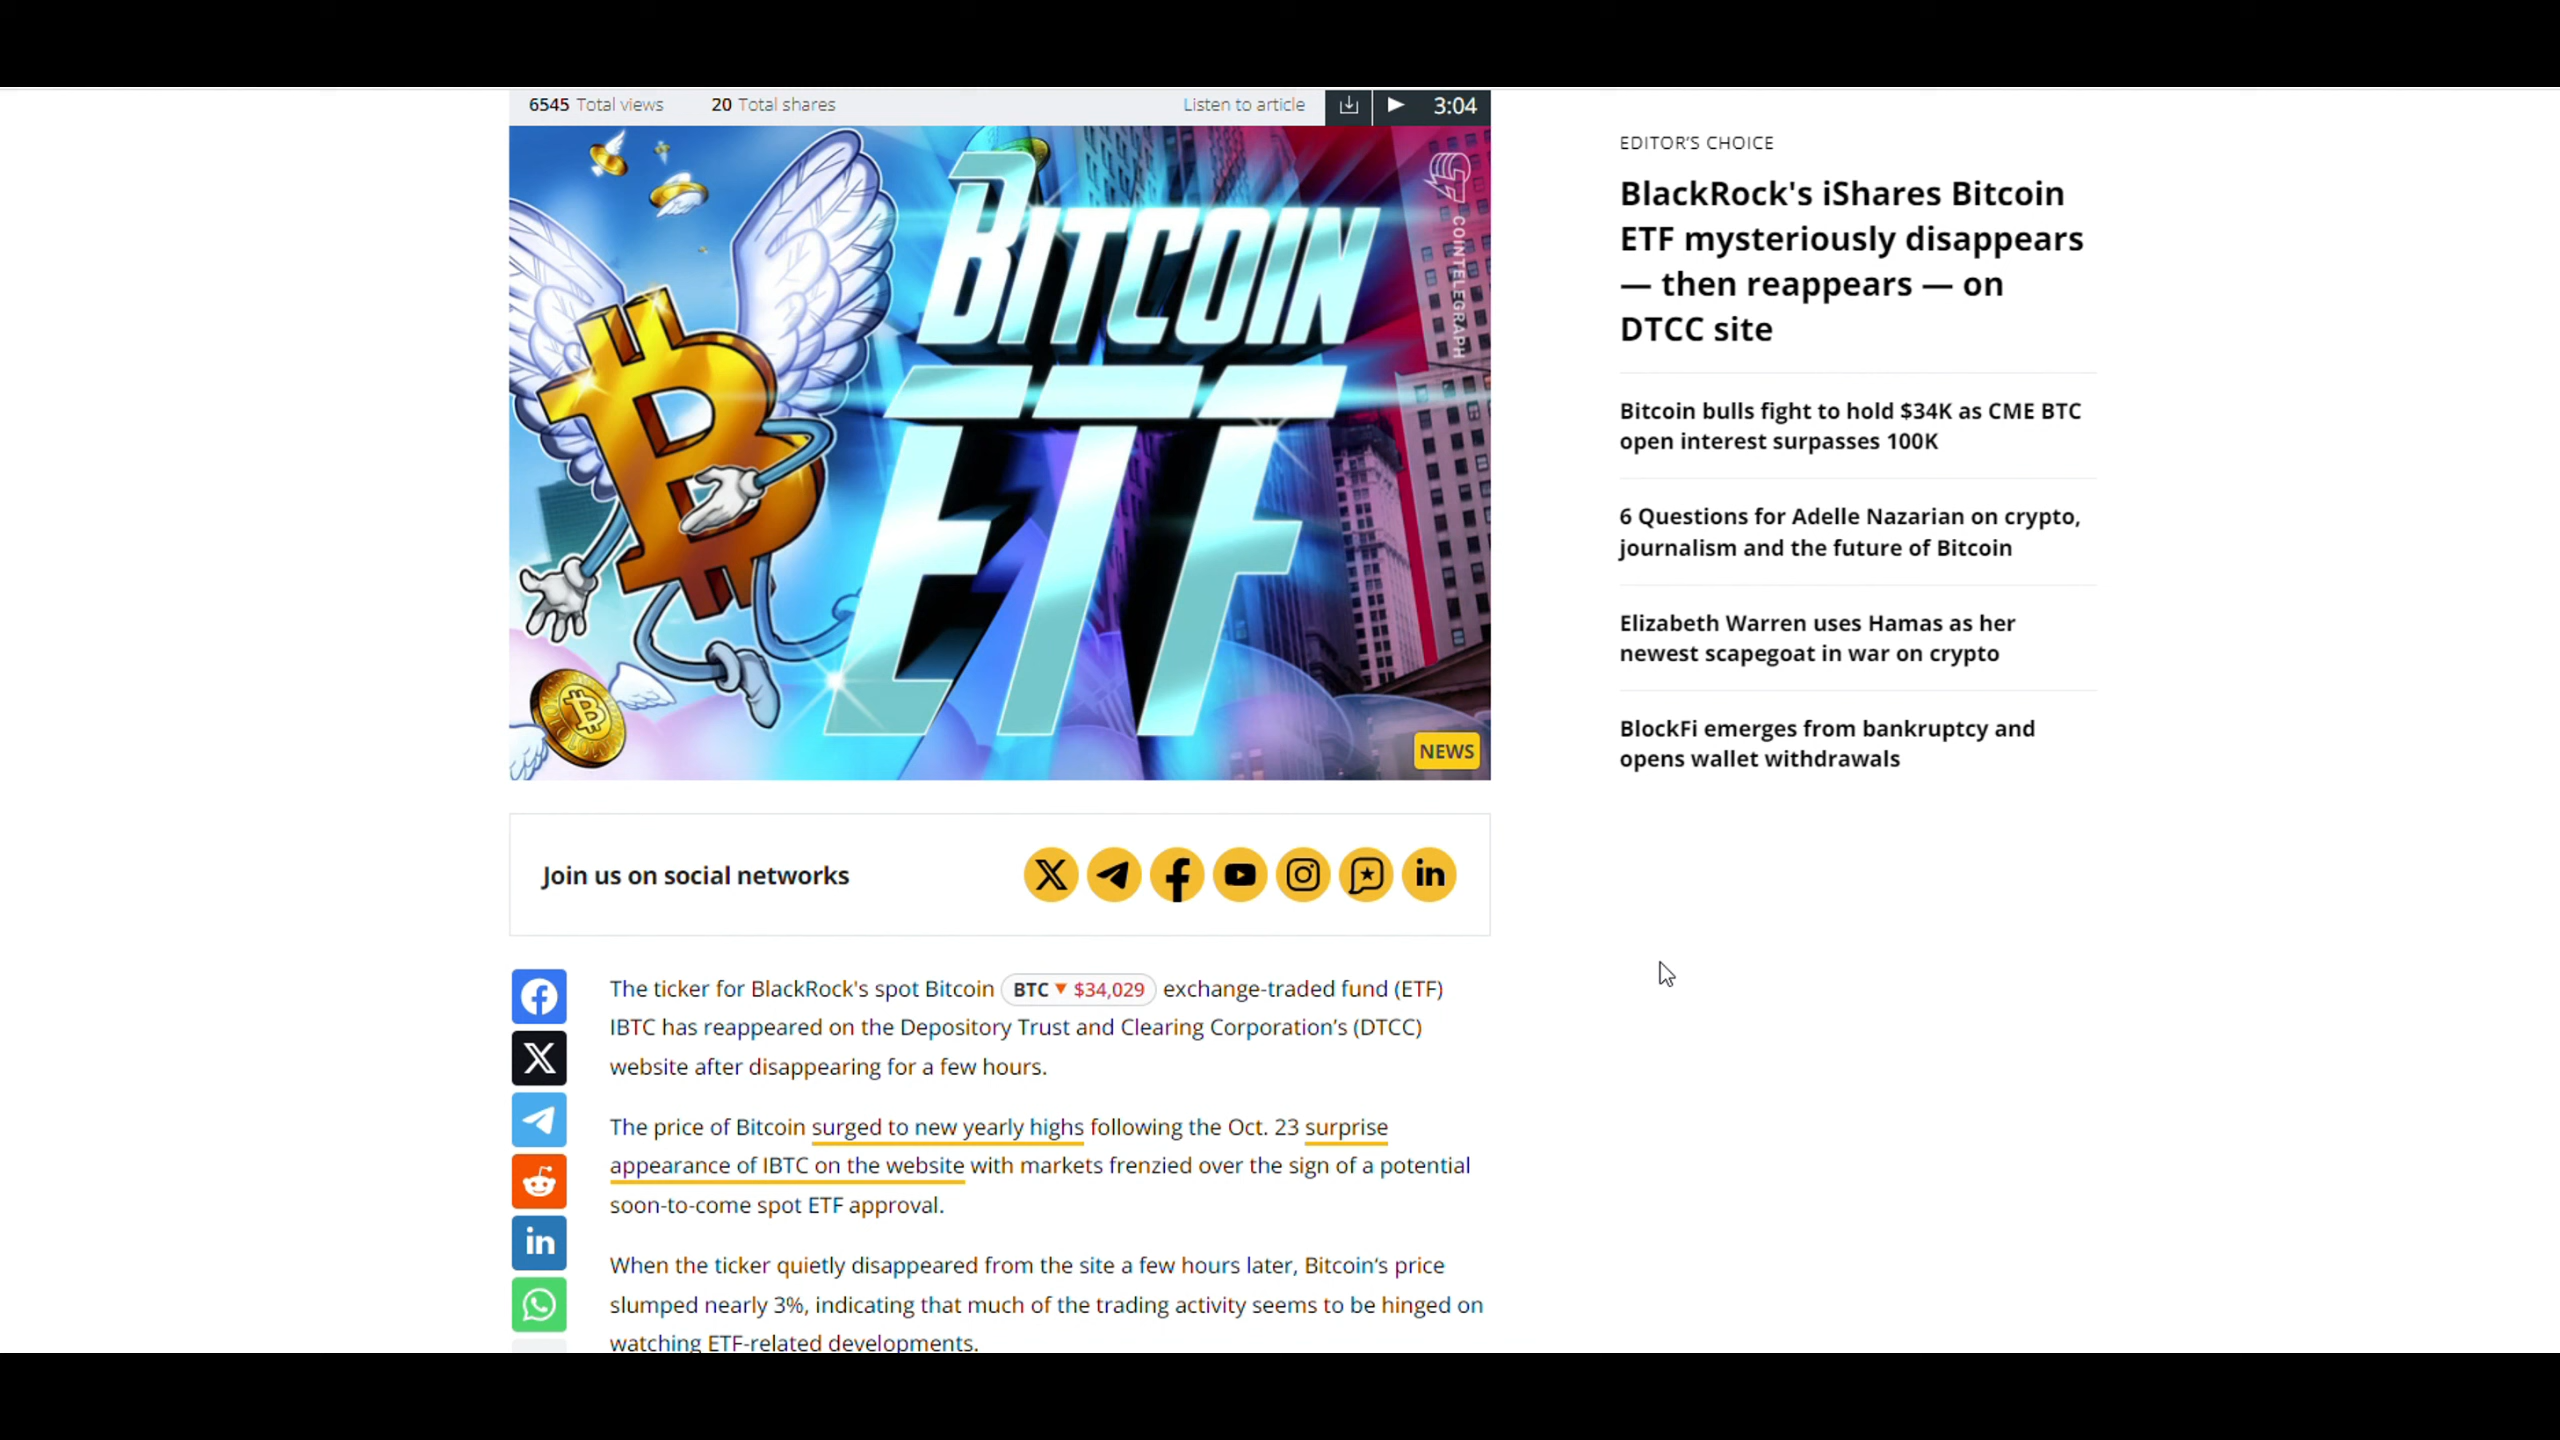 6545 Total views 20 Total shares Listen to article 3:04
BITCOIN
ETF
COINTELEGRAPH
NEWS
Join us on social networks
The ticker for BlackRock's spot Bitcoin BTC ▼ $34,029 exchange-traded fund (ETF)
IBTC has reappeared on the Depository Trust and Clearing Corporation’s (DTCC)
website after disappearing for a few hours.
The price of Bitcoin surged to new yearly highs following the Oct. 23 surprise
appearance of IBTC on the website with markets frenzied over the sign of a potential
soon-to-come spot ETF approval.
When the ticker quietly disappeared from the site a few hours later, Bitcoin’s price
slumped nearly 3%, indicating that much of the trading activity seems to be hinged on
watching ETF-related developments.
EDITOR’S CHOICE
BlackRock's iShares Bitcoin
ETF mysteriously disappears
— then reappears — on
DTCC site
Bitcoin bulls fight to hold $34K as CME BTC
open interest surpasses 100K
6 Questions for Adelle Nazarian on crypto,
journalism and the future of Bitcoin
Elizabeth Warren uses Hamas as her
newest scapegoat in war on crypto
BlockFi emerges from bankruptcy and
opens wallet withdrawals